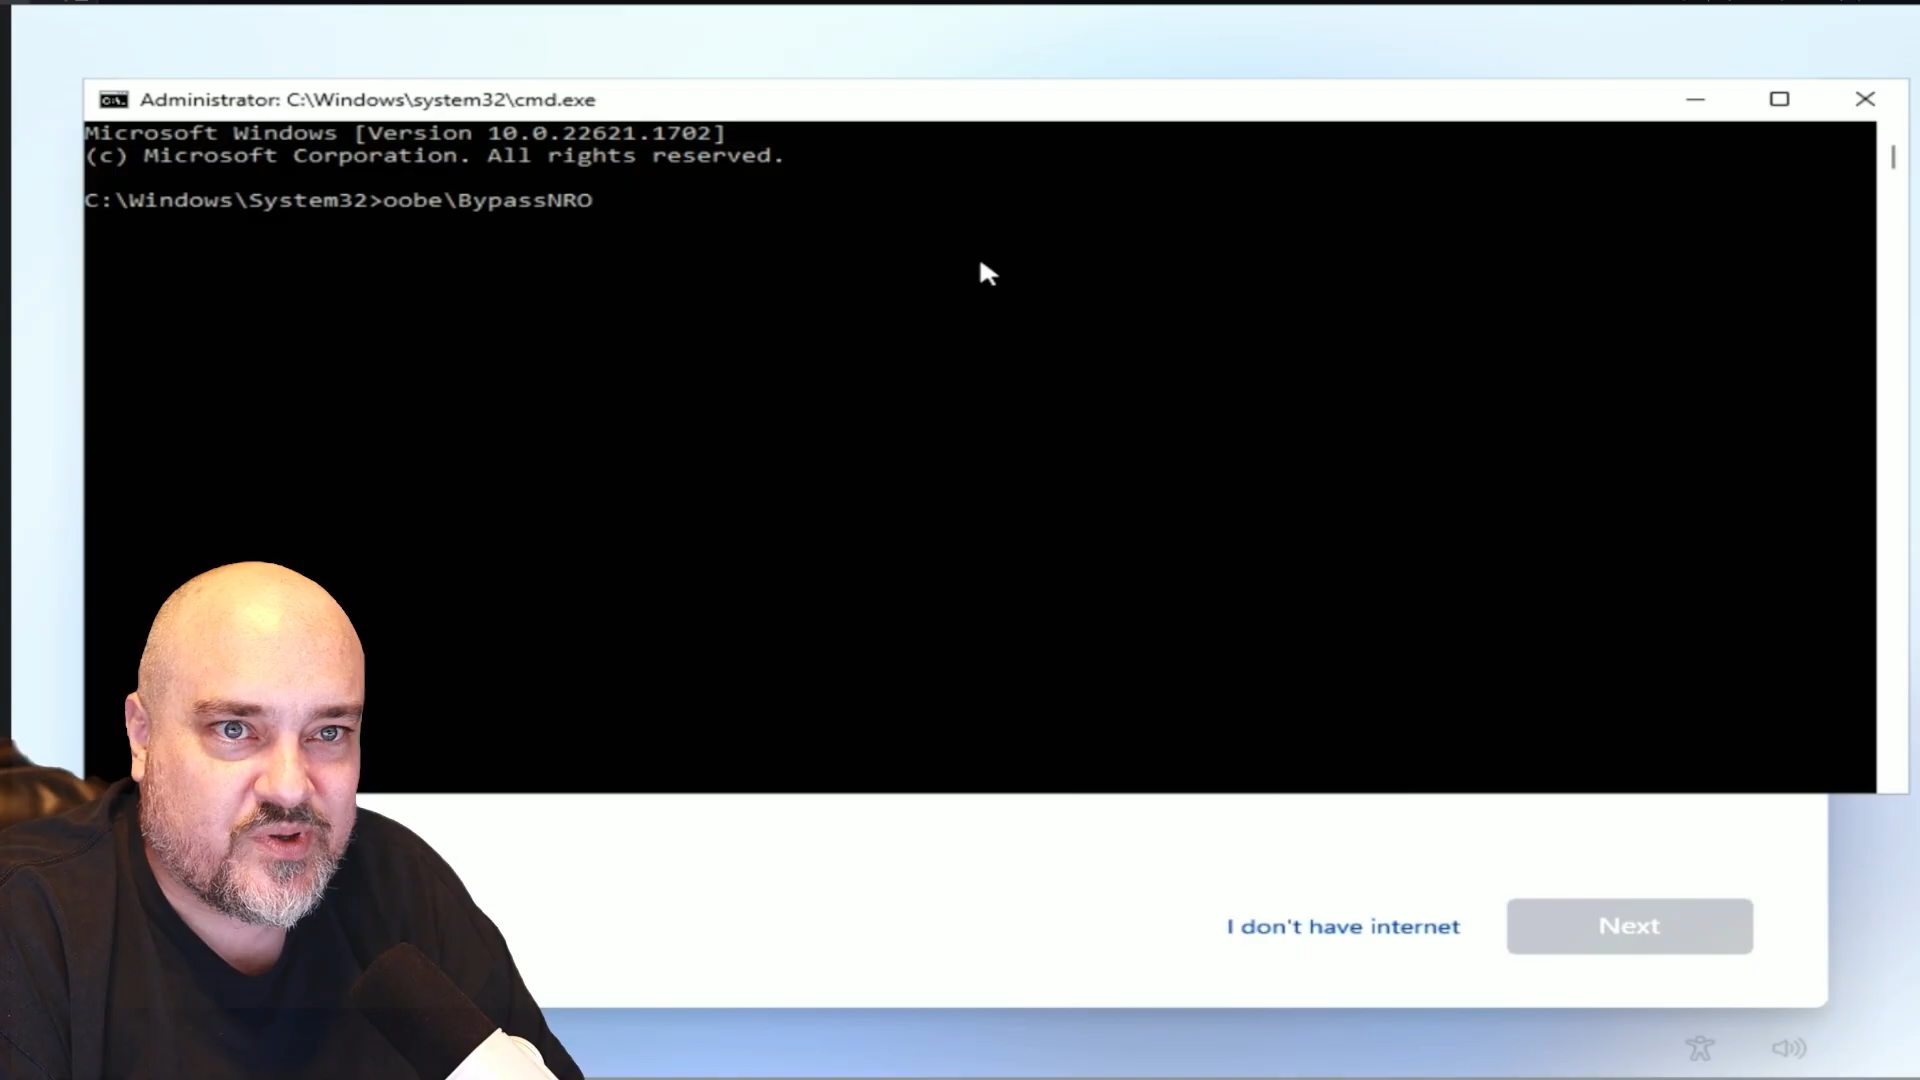 Administrator: C:\Windows\system32\cmd.exe
Microsoft Windows [Version 10.0.22621.1702]
(c) Microsoft Corporation. All rights reserved.
C:\Windows\System32>oobe\BypassNRO
I don't have internet
Next